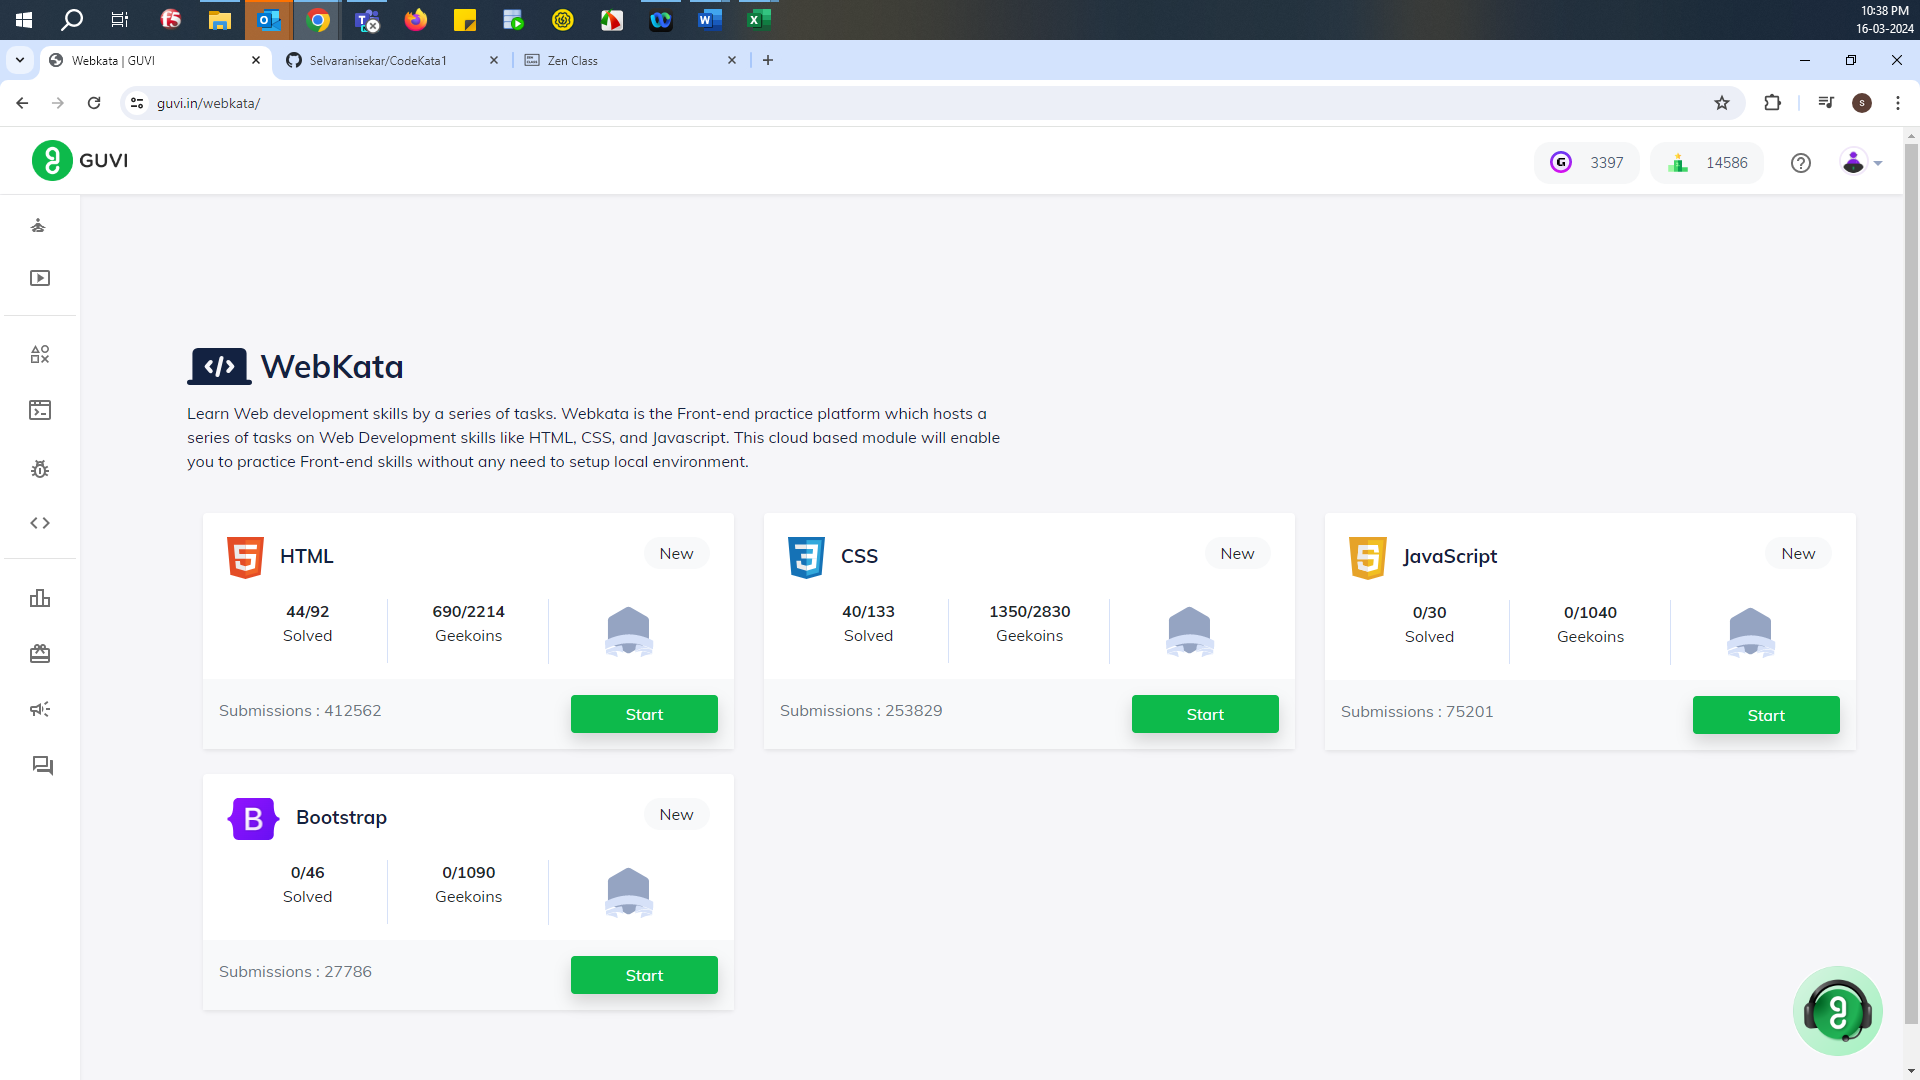 10:38 PM
16-03-2024
Webkata | GUVI
Selvaranisekar/CodeKata1
Zen Class
guvi.in/webkata/
S
GUVI
3397
14586
WebKata
Learn Web development skills by a series of tasks. Webkata is the Front-end practice platform which hosts a
series of tasks on Web Development skills like HTML, CSS, and Javascript. This cloud based module will enable
you to practice Front-end skills without any need to setup local environment.
HTML
New
44/92
Solved
690/2214
Geekoins
Submissions : 412562
Start
CSS
New
40/133
Solved
1350/2830
Geekoins
Submissions : 253829
Start
JavaScript
New
0/30
Solved
0/1040
Geekoins
Submissions : 75201
Start
B
Bootstrap
New
0/46
Solved
0/1090
Geekoins
Submissions : 27786
Start